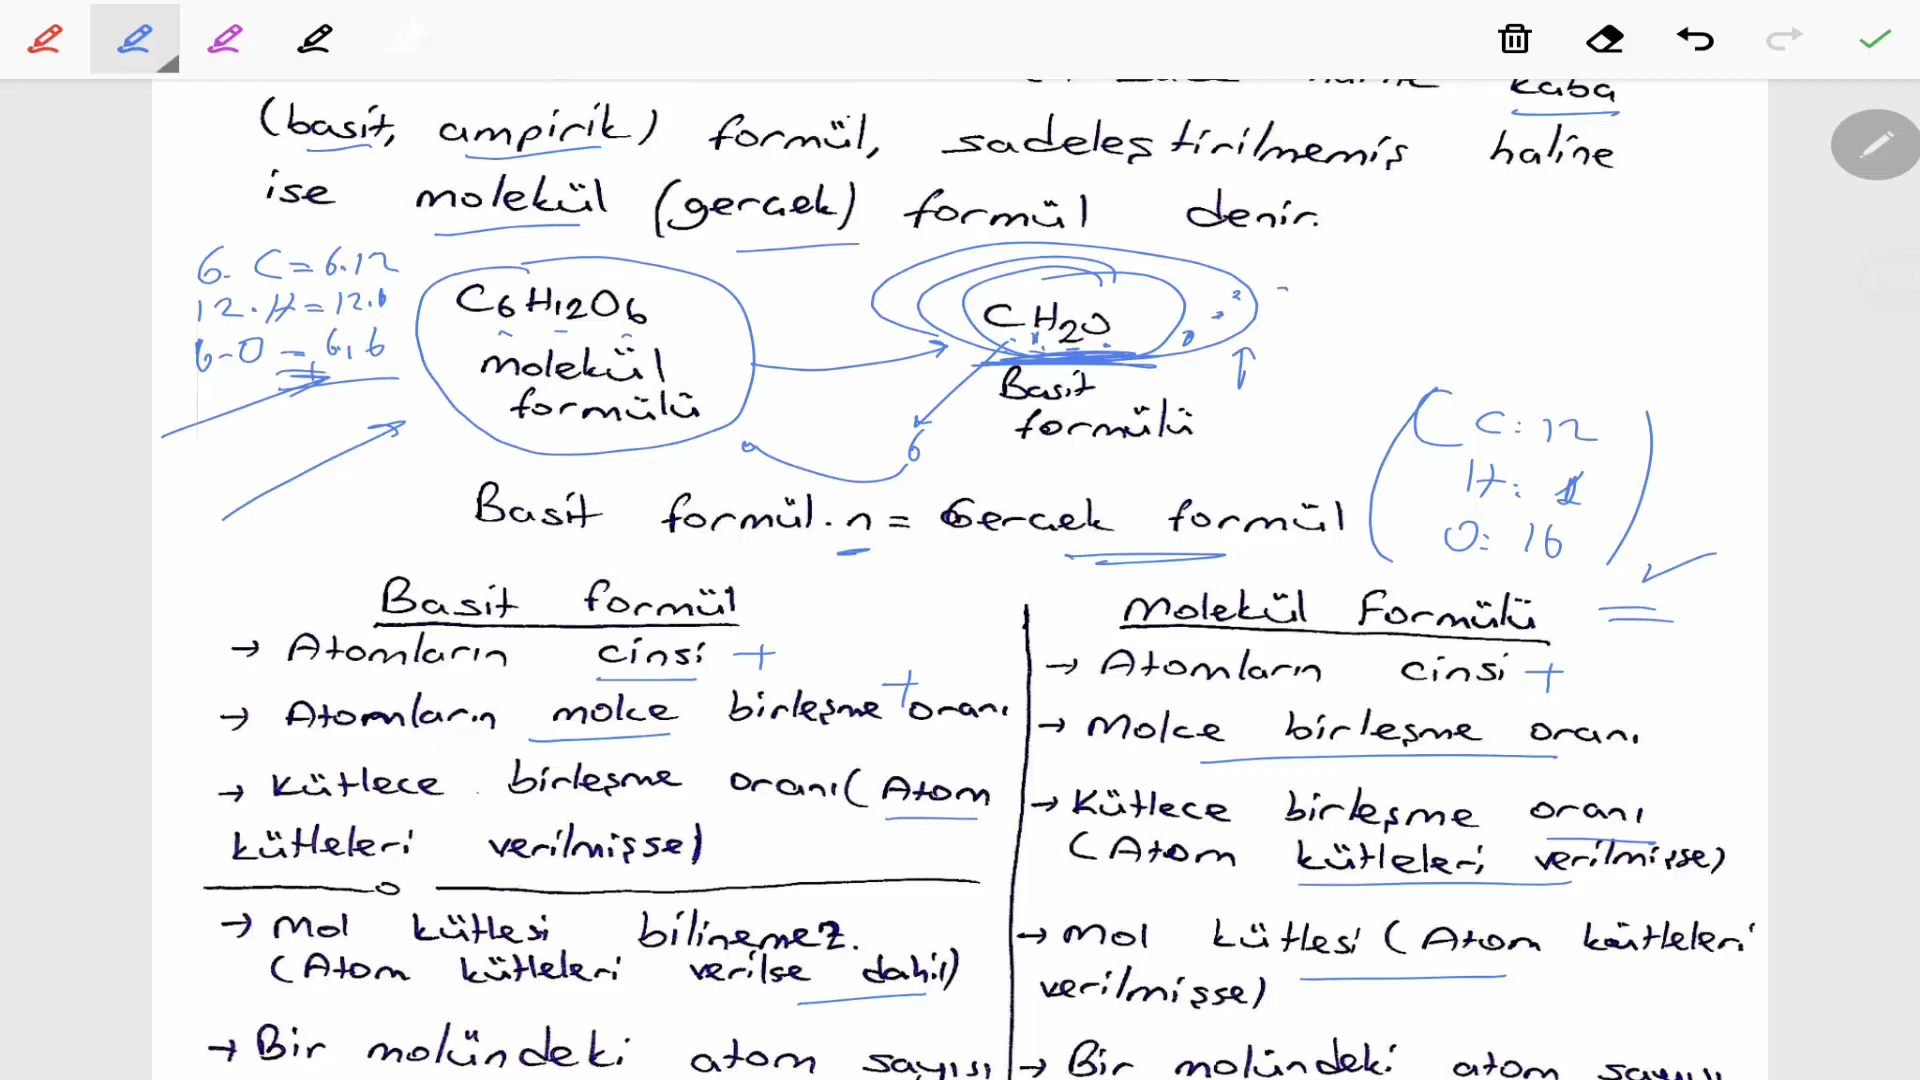 kaba
(basit, ampirik) formül, sadeleştirilmemiş haline
ise molekül (gerçek) formül denir.
6. C = 6.12
12. H = 12.1
6-O = 6.16
C6H12O6
molekül
formülü
CH2O
Basit
formülü
6
C: 12
H: 1
O: 16
Basit formül. n = Gerçek formül
Basit formül
→ Atomların cinsi +
→ Atomların molce birleşme oranı +
→ Kütlece birleşme oranı (Atom
kütleleri verilmişse)
→ Mol kütlesi bilinemez.
(Atom kütleleri verilse dahi)
→ Bir molündeki atom sayısı
Molekül Formülü
→ Atomların cinsi +
→ Molce birleşme oranı
→ Kütlece birleşme oranı
(Atom kütleleri verilmişse)
→ Mol kütlesi (Atom kütleleri
verilmişse)
→ Bir molündeki atom sayısı